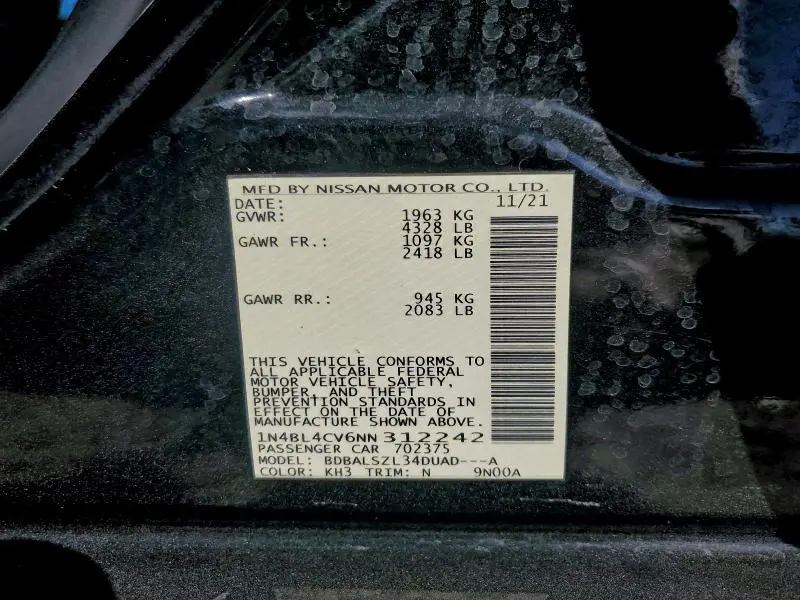 MFD BY NISSAN MOTOR CO., LTD.
DATE: 11/21
GVWR: 1963 KG
4328 LB
GAWR FR.: 1097 KG
2418 LB
GAWR RR.: 945 KG
2083 LB
THIS VEHICLE CONFORMS TO
ALL APPLICABLE FEDERAL
MOTOR VEHICLE SAFETY,
BUMPER, AND THEFT
PREVENTION STANDARDS IN
EFFECT ON THE DATE OF
MANUFACTURE SHOWN ABOVE.
1N4BL4CV6NN312242
PASSENGER CAR 702375
MODEL: BDBALSZL34DUAD---A
COLOR: KH3 TRIM: N 9N00A